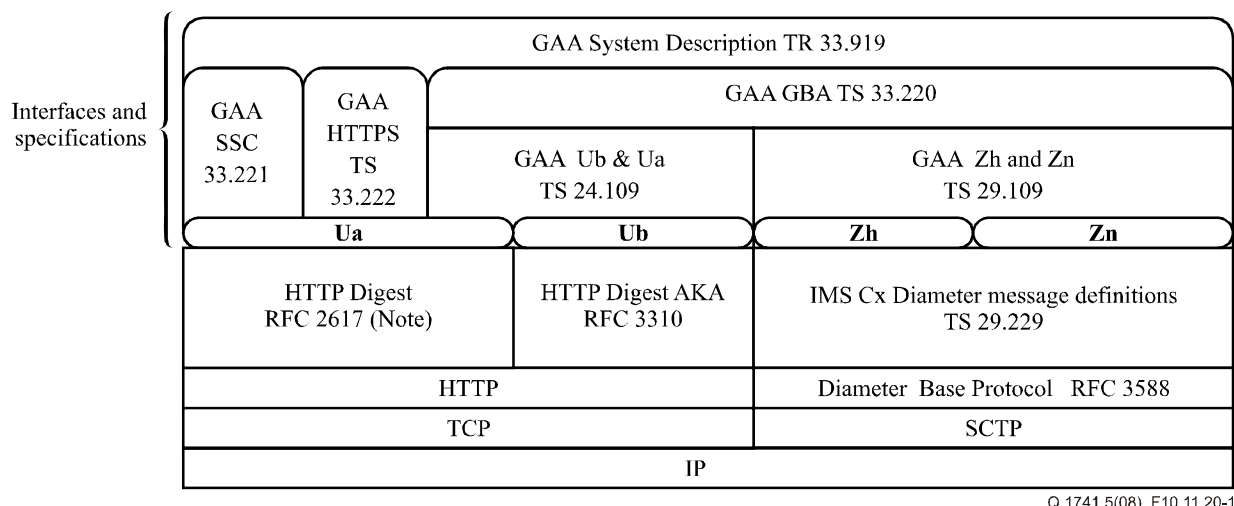 GAA System Description TR 33.919
Interfaces and
specifications
GAA
SSC
33.221
GAA
HTTPS
TS
33.222
GAA GBA TS 33.220
GAA Ub & Ua
TS 24.109
GAA Zh and Zn
TS 29.109
Ua
Ub
Zh
Zn
HTTP Digest
RFC 2617 (Note)
HTTP Digest AKA
RFC 3310
IMS Cx Diameter message definitions
TS 29.229
HTTP
Diameter Base Protocol RFC 3588
TCP
SCTP
IP
Q.1741.5(08)_F10.11.20-1